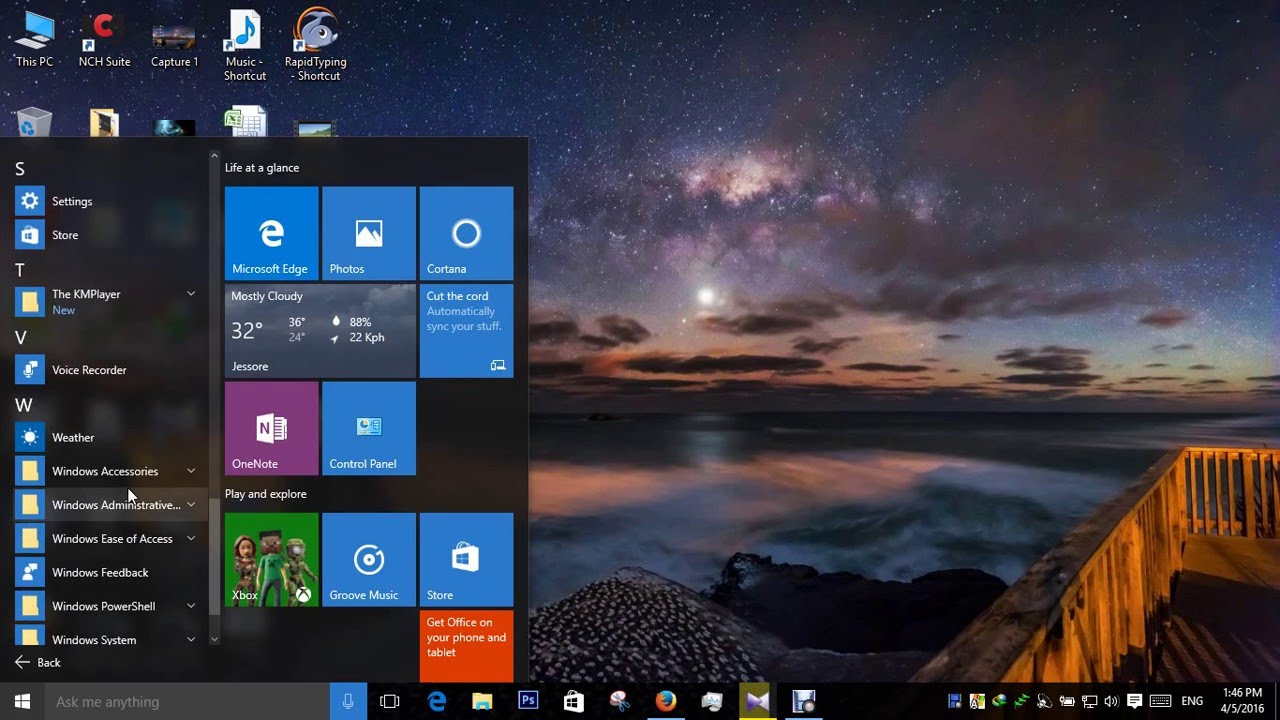 This PC
NCH Suite
Capture 1
Music -
Shortcut
RapidTyping
- Shortcut
S
Settings
Store
T
The KMPlayer
New
V
Voice Recorder
W
Weather
Windows Accessories
Windows Administrative...
Windows Ease of Access
Windows Feedback
Windows PowerShell
Windows System
Back
Life at a glance
Microsoft Edge
Photos
Cortana
Mostly Cloudy
32°
36°
24°
88%
22 Kph
Jessore
Cut the cord
Automatically
sync your stuff.
OneNote
Control Panel
Play and explore
Xbox
Groove Music
Store
Get Office on
your phone and
tablet
Ask me anything
Ps
ENG
1:46 PM
4/5/2016